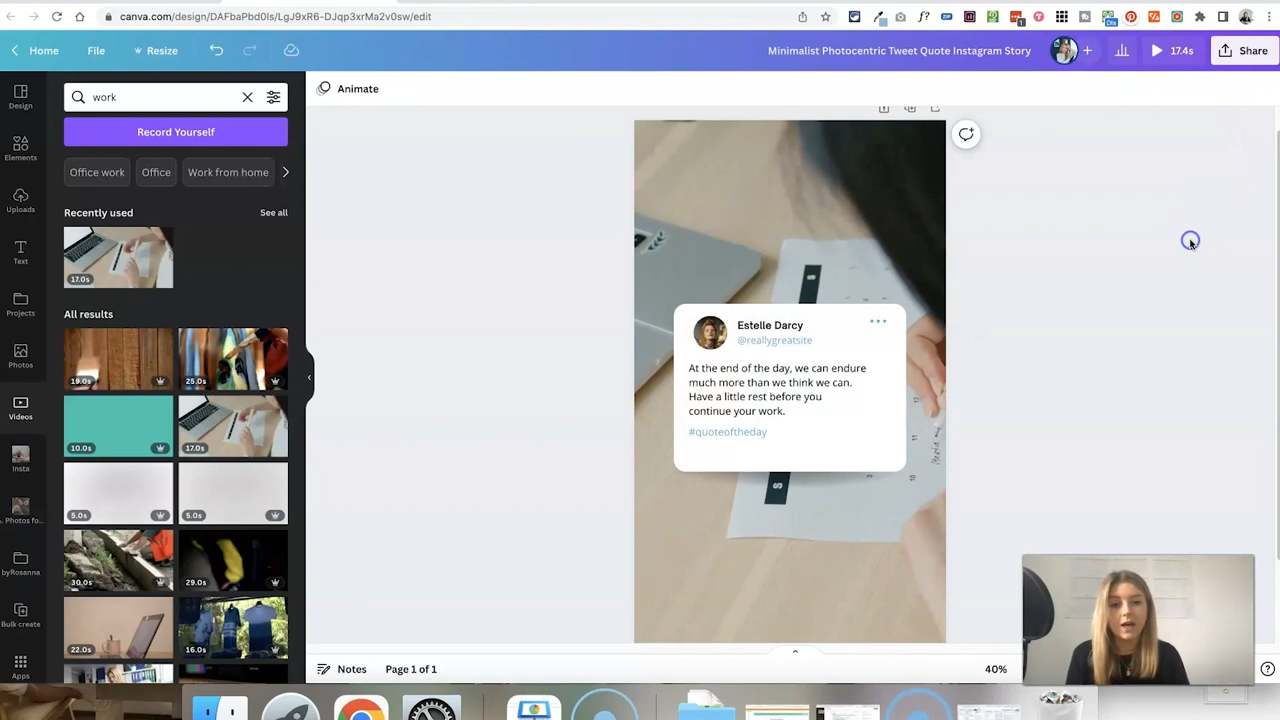 canva.com/design/DAFbaPbd0Is/LgJ9xR6-DJqp3xrMa2v0sw/edit
Home
File
Resize
Minimalist Photocentric Tweet Quote Instagram Story
17.4s
Share
Design
Elements
Uploads
Text
Projects
Photos
Videos
Insta
byRosanna
Bulk create
Apps
work
Record Yourself
Office work
Office
Work from home
Recently used
See all
17.0s
All results
19.0s
25.0s
10.0s
17.0s
5.0s
5.0s
30.0s
29.0s
22.0s
16.0s
Animate
Estelle Darcy
@reallygreatsite
At the end of the day, we can endure
much more than we think we can.
Have a little rest before you
continue your work.
#quoteoftheday
Notes
Page 1 of 1
40%